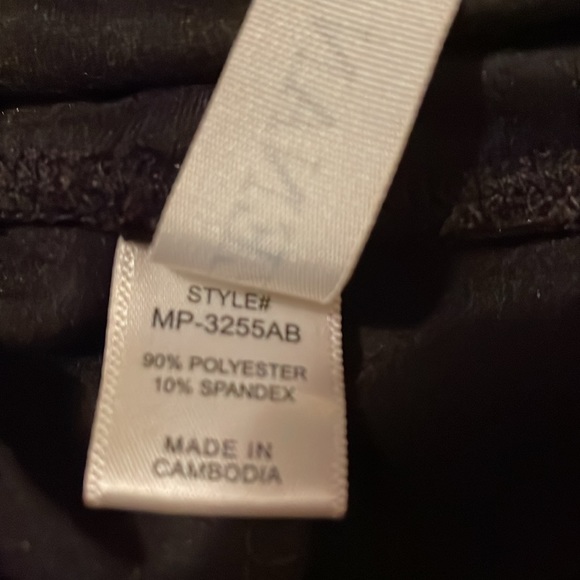 STYLE#
MP-3255AB
90% POLYESTER
10% SPANDEX
MADE IN
CAMBODIA